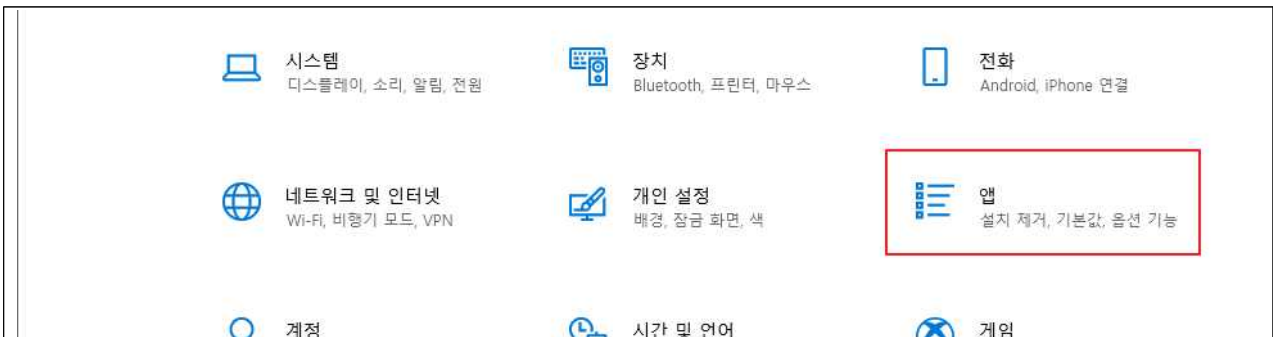 시스템
디스플레이, 소리, 알림, 전원
장치
Bluetooth, 프린터, 마우스
전화
Android, iPhone 연결
네트워크 및 인터넷
Wi-Fi, 비행기 모드, VPN
개인 설정
배경, 잠금 화면, 색
앱
설치 제거, 기본값, 옵션 기능
계정
시간 및 언어
게임